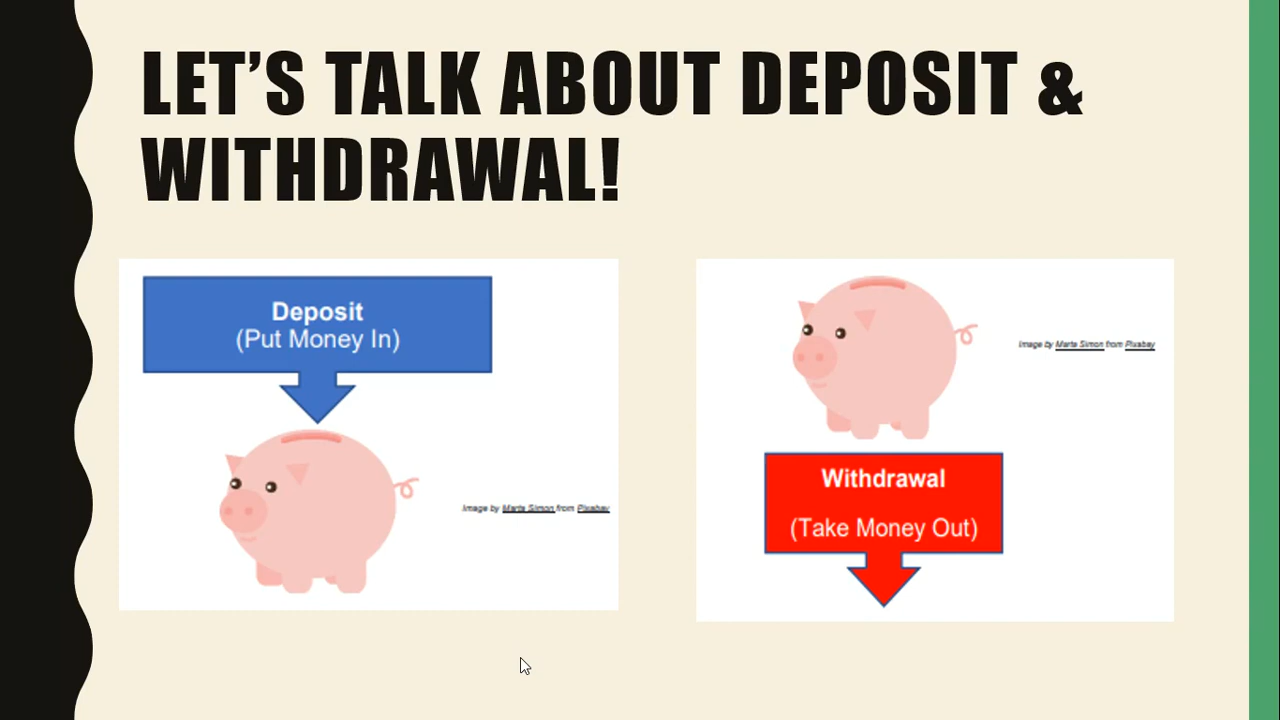 LET’S TALK ABOUT DEPOSIT &
WITHDRAWAL!
Deposit
(Put Money In)
Image by Marta Simon from Pixabay
Image by Marta Simon from Pixabay
Withdrawal
(Take Money Out)